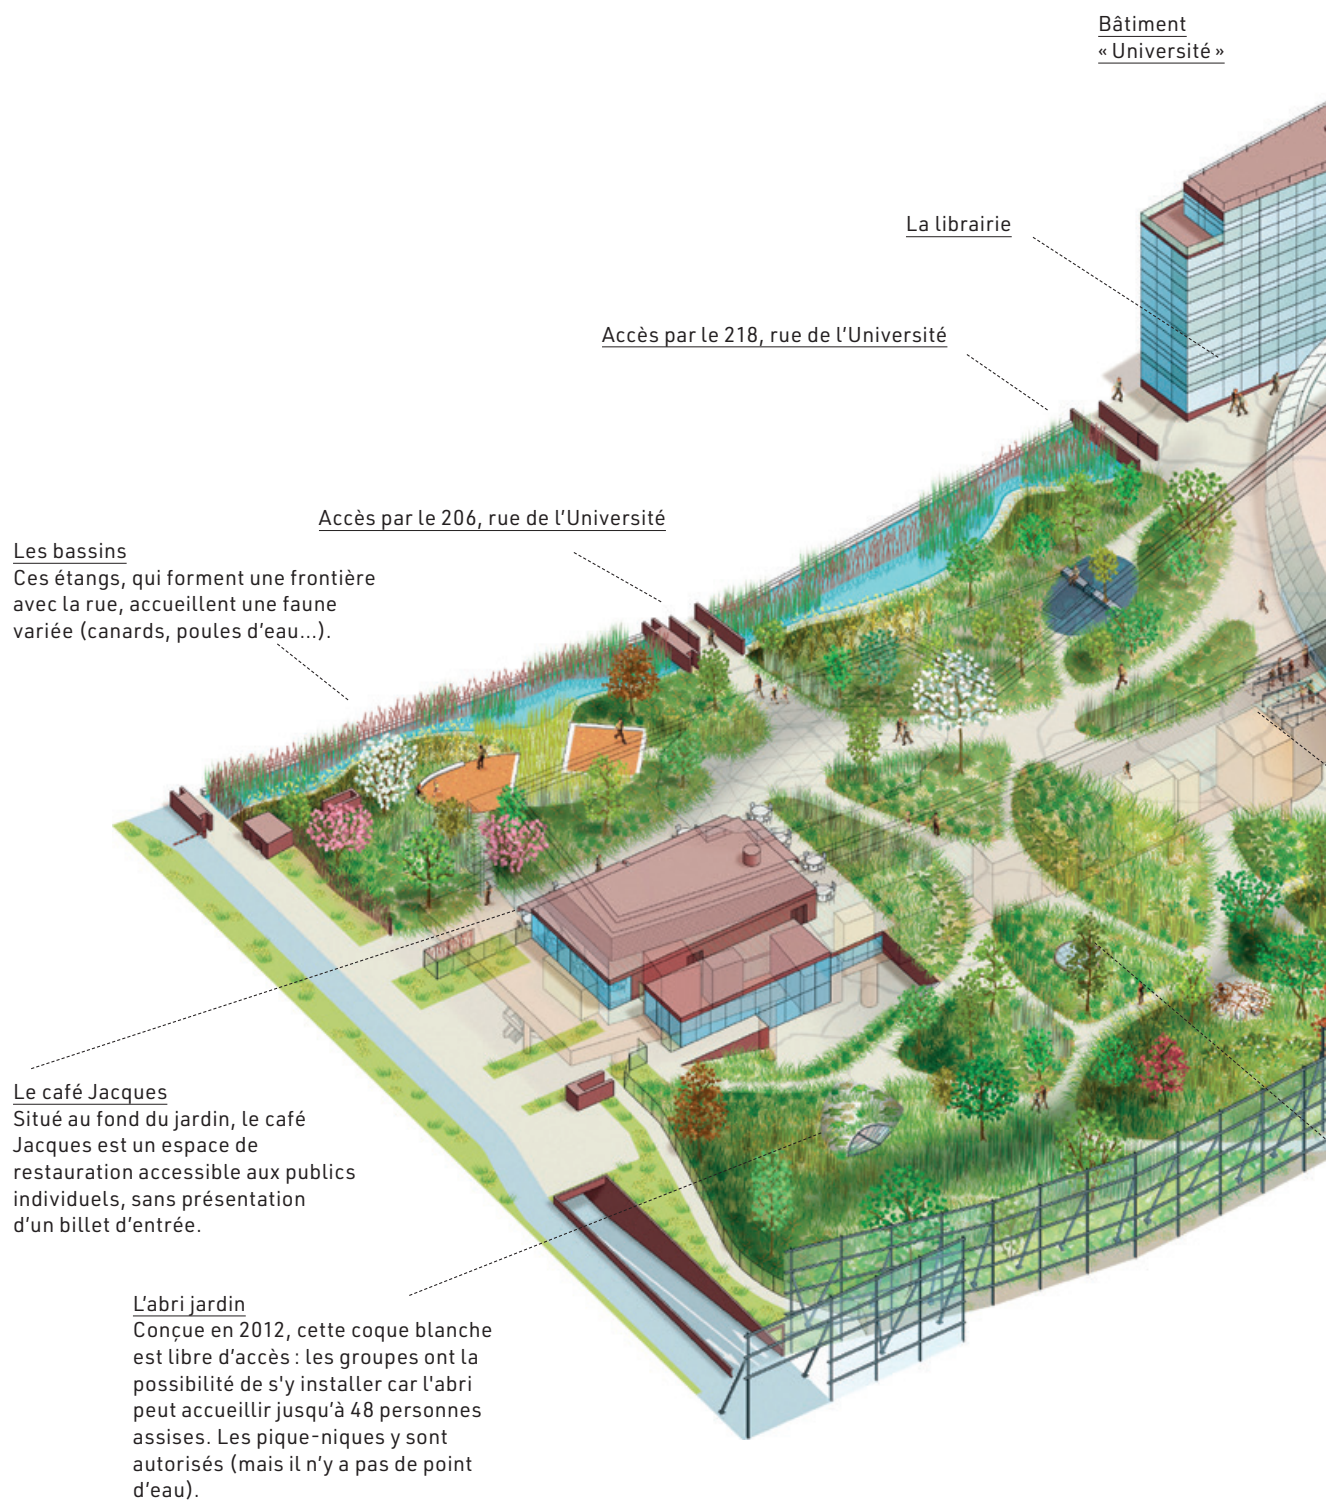 Bâtiment
« Université »
La librairie
Accès par le 218, rue de l’Université
Accès par le 206, rue de l’Université
Les bassins
Ces étangs, qui forment une frontière
avec la rue, accueillent une faune
variée (canards, poules d’eau...).
Le café Jacques
Situé au fond du jardin, le café
Jacques est un espace de
restauration accessible aux publics
individuels, sans présentation
d’un billet d’entrée.
L’abri jardin
Conçue en 2012, cette coque blanche
est libre d’accès : les groupes ont la
possibilité de s'y installer car l'abri
peut accueillir jusqu’à 48 personnes
assises. Les pique-niques y sont
autorisés (mais il n’y a pas de point
d’eau).